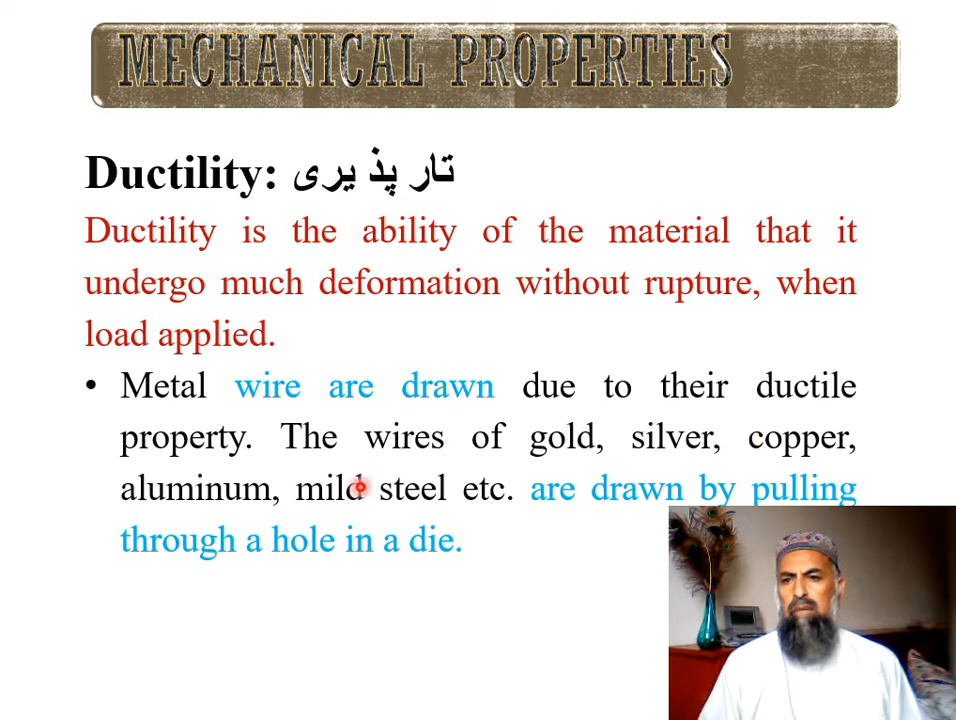 MECHANICAL PROPERTIES
Ductility: تار پذ یری
Ductility is the ability of the material that it
undergo much deformation without rupture, when
load applied.
• Metal wire are drawn due to their ductile
property. The wires of gold, silver, copper,
aluminum, mild steel etc. are drawn by pulling
through a hole in a die.